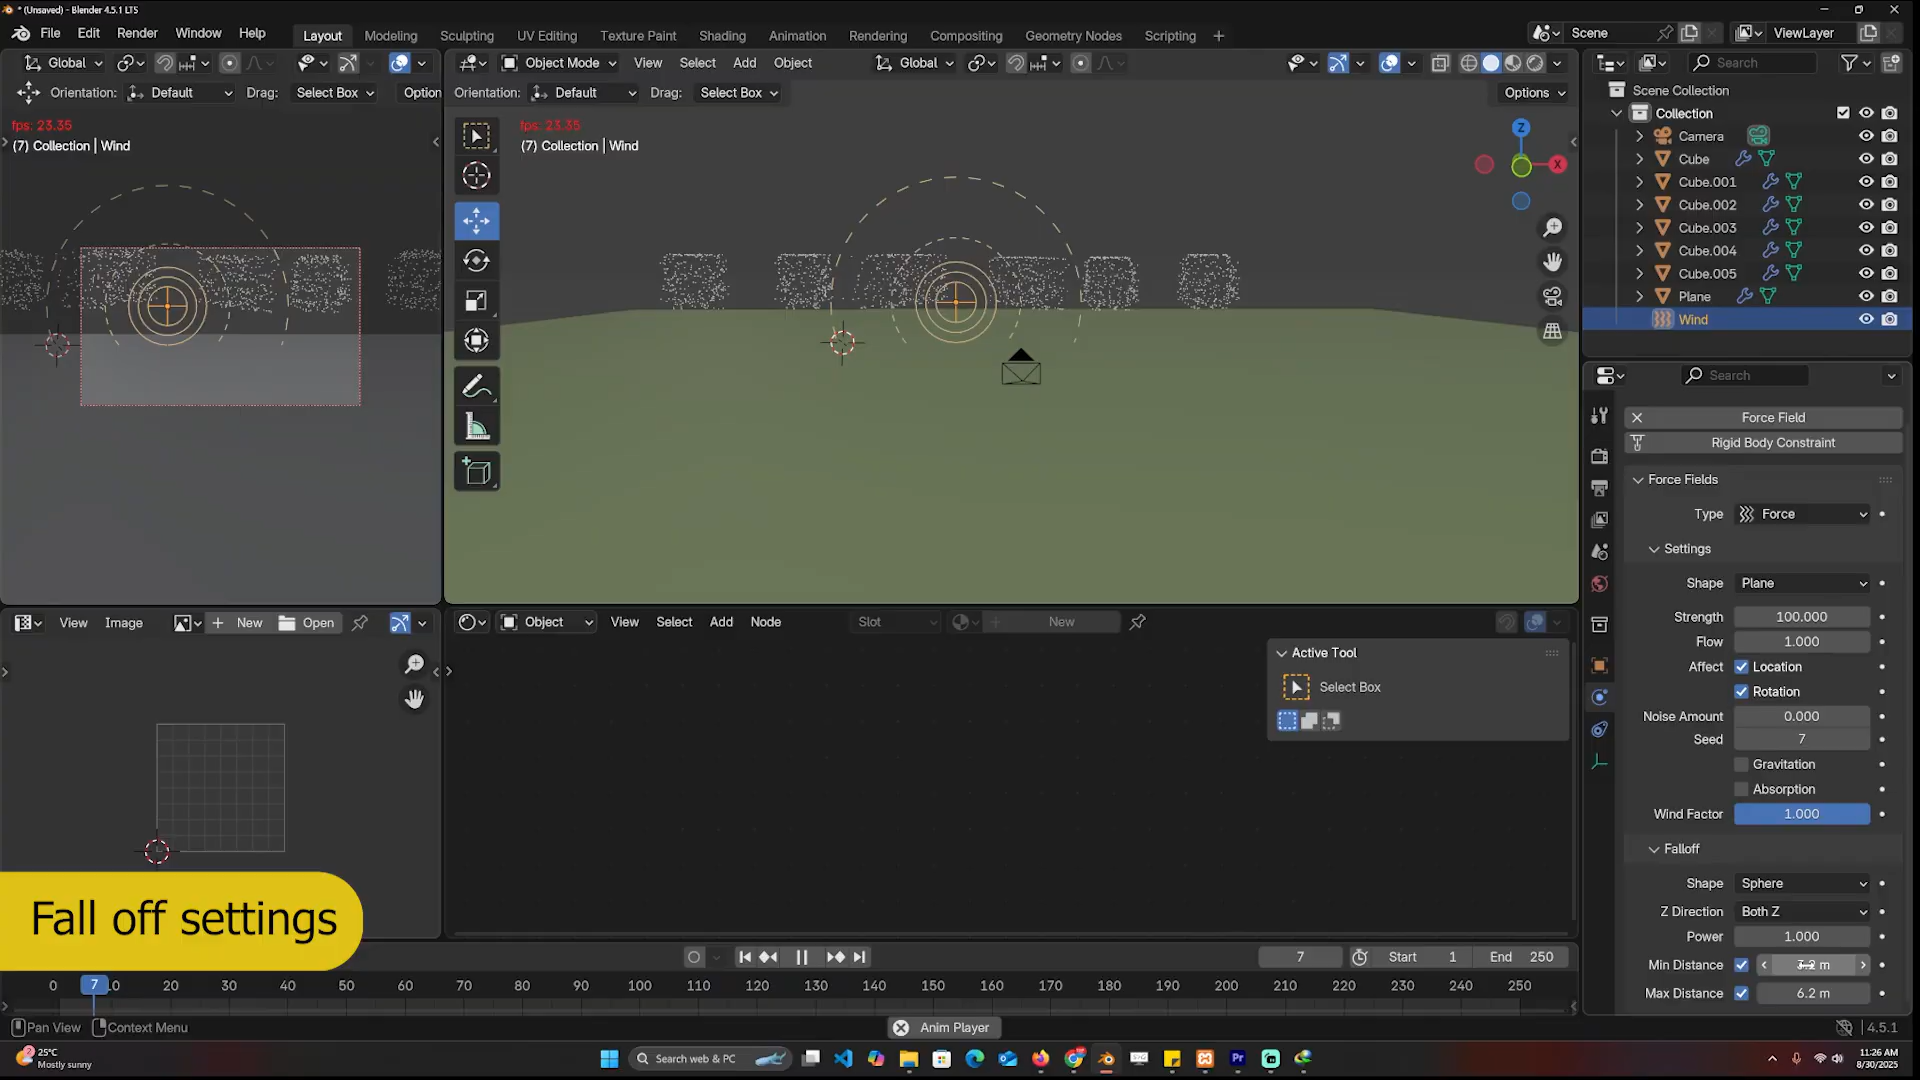 * (Unsaved) - Blender 4.5.1 LTS
File Edit Render Window Help
Layout Modeling Sculpting UV Editing Texture Paint Shading Animation Rendering Compositing Geometry Nodes Scripting +
Scene
ViewLayer
Global
Object Mode View Select Add Object
Global
Search
Orientation: Default Drag: Select Box Option
Orientation: Default Drag: Select Box
Options
fps: 23.35
(7) Collection | Wind
fps: 23.35
(7) Collection | Wind
Z
X
Scene Collection
Collection
Camera
Cube
Cube.001
Cube.002
Cube.003
Cube.004
Cube.005
Plane
Wind
Search
Force Field
Rigid Body Constraint
Force Fields
Type Force
Settings
Shape Plane
Strength 100.000
Flow 1.000
Affect Location
Rotation
Noise Amount 0.000
Seed 7
Gravitation
Absorption
Wind Factor 1.000
Falloff
Shape Sphere
Z Direction Both Z
Power 1.000
Min Distance
Max Distance 6.2 m
View Image New Open
Object View Select Add Node Slot New
Active Tool
Select Box
Fall off settings
7 Start 1 End 250
0 7 10 20 30 40 50 60 70 80 90 100 110 120 130 140 150 160 170 180 190 200 210 220 230 240 250
Pan View Context Menu
Anim Player
4.5.1
25°C
Mostly sunny
Search web & PC
11:26 AM
8/30/2025